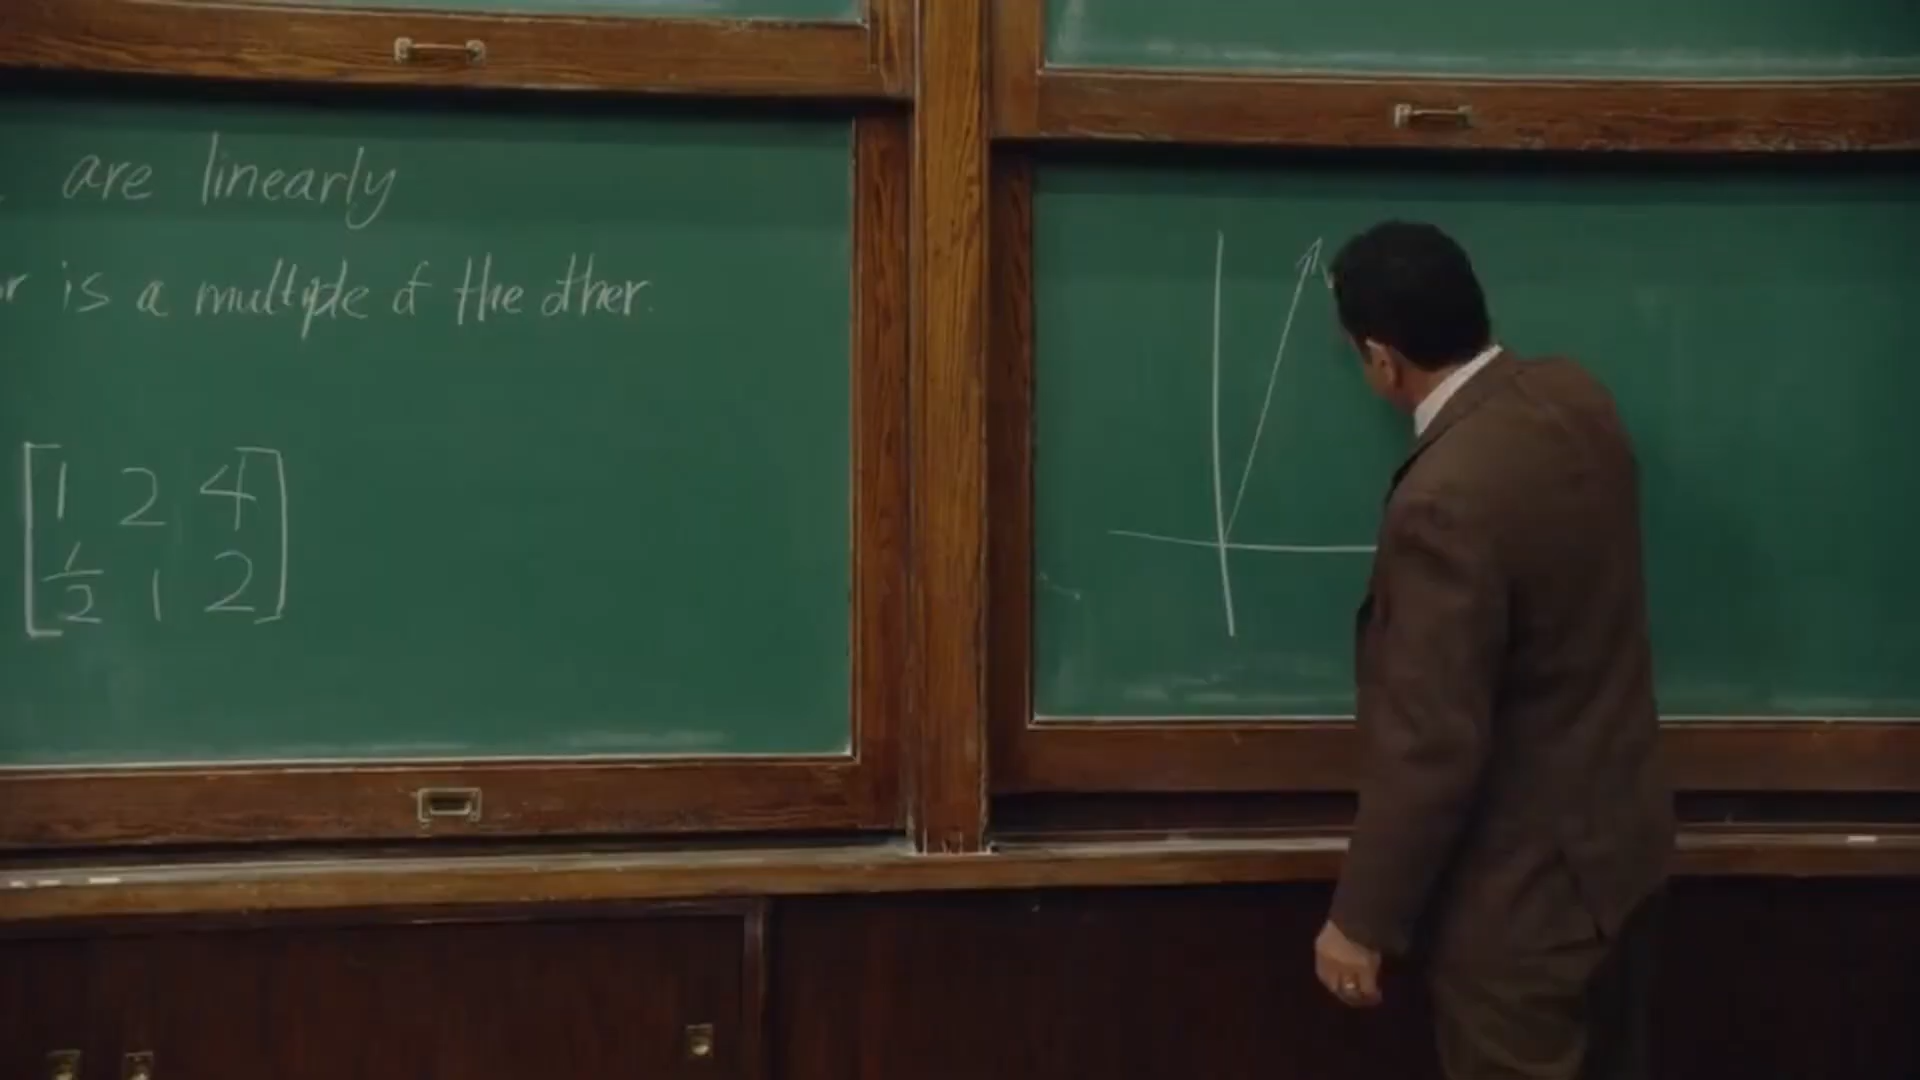 are linearly
is a multiple of the other.
1 2 4
1/2 1 2